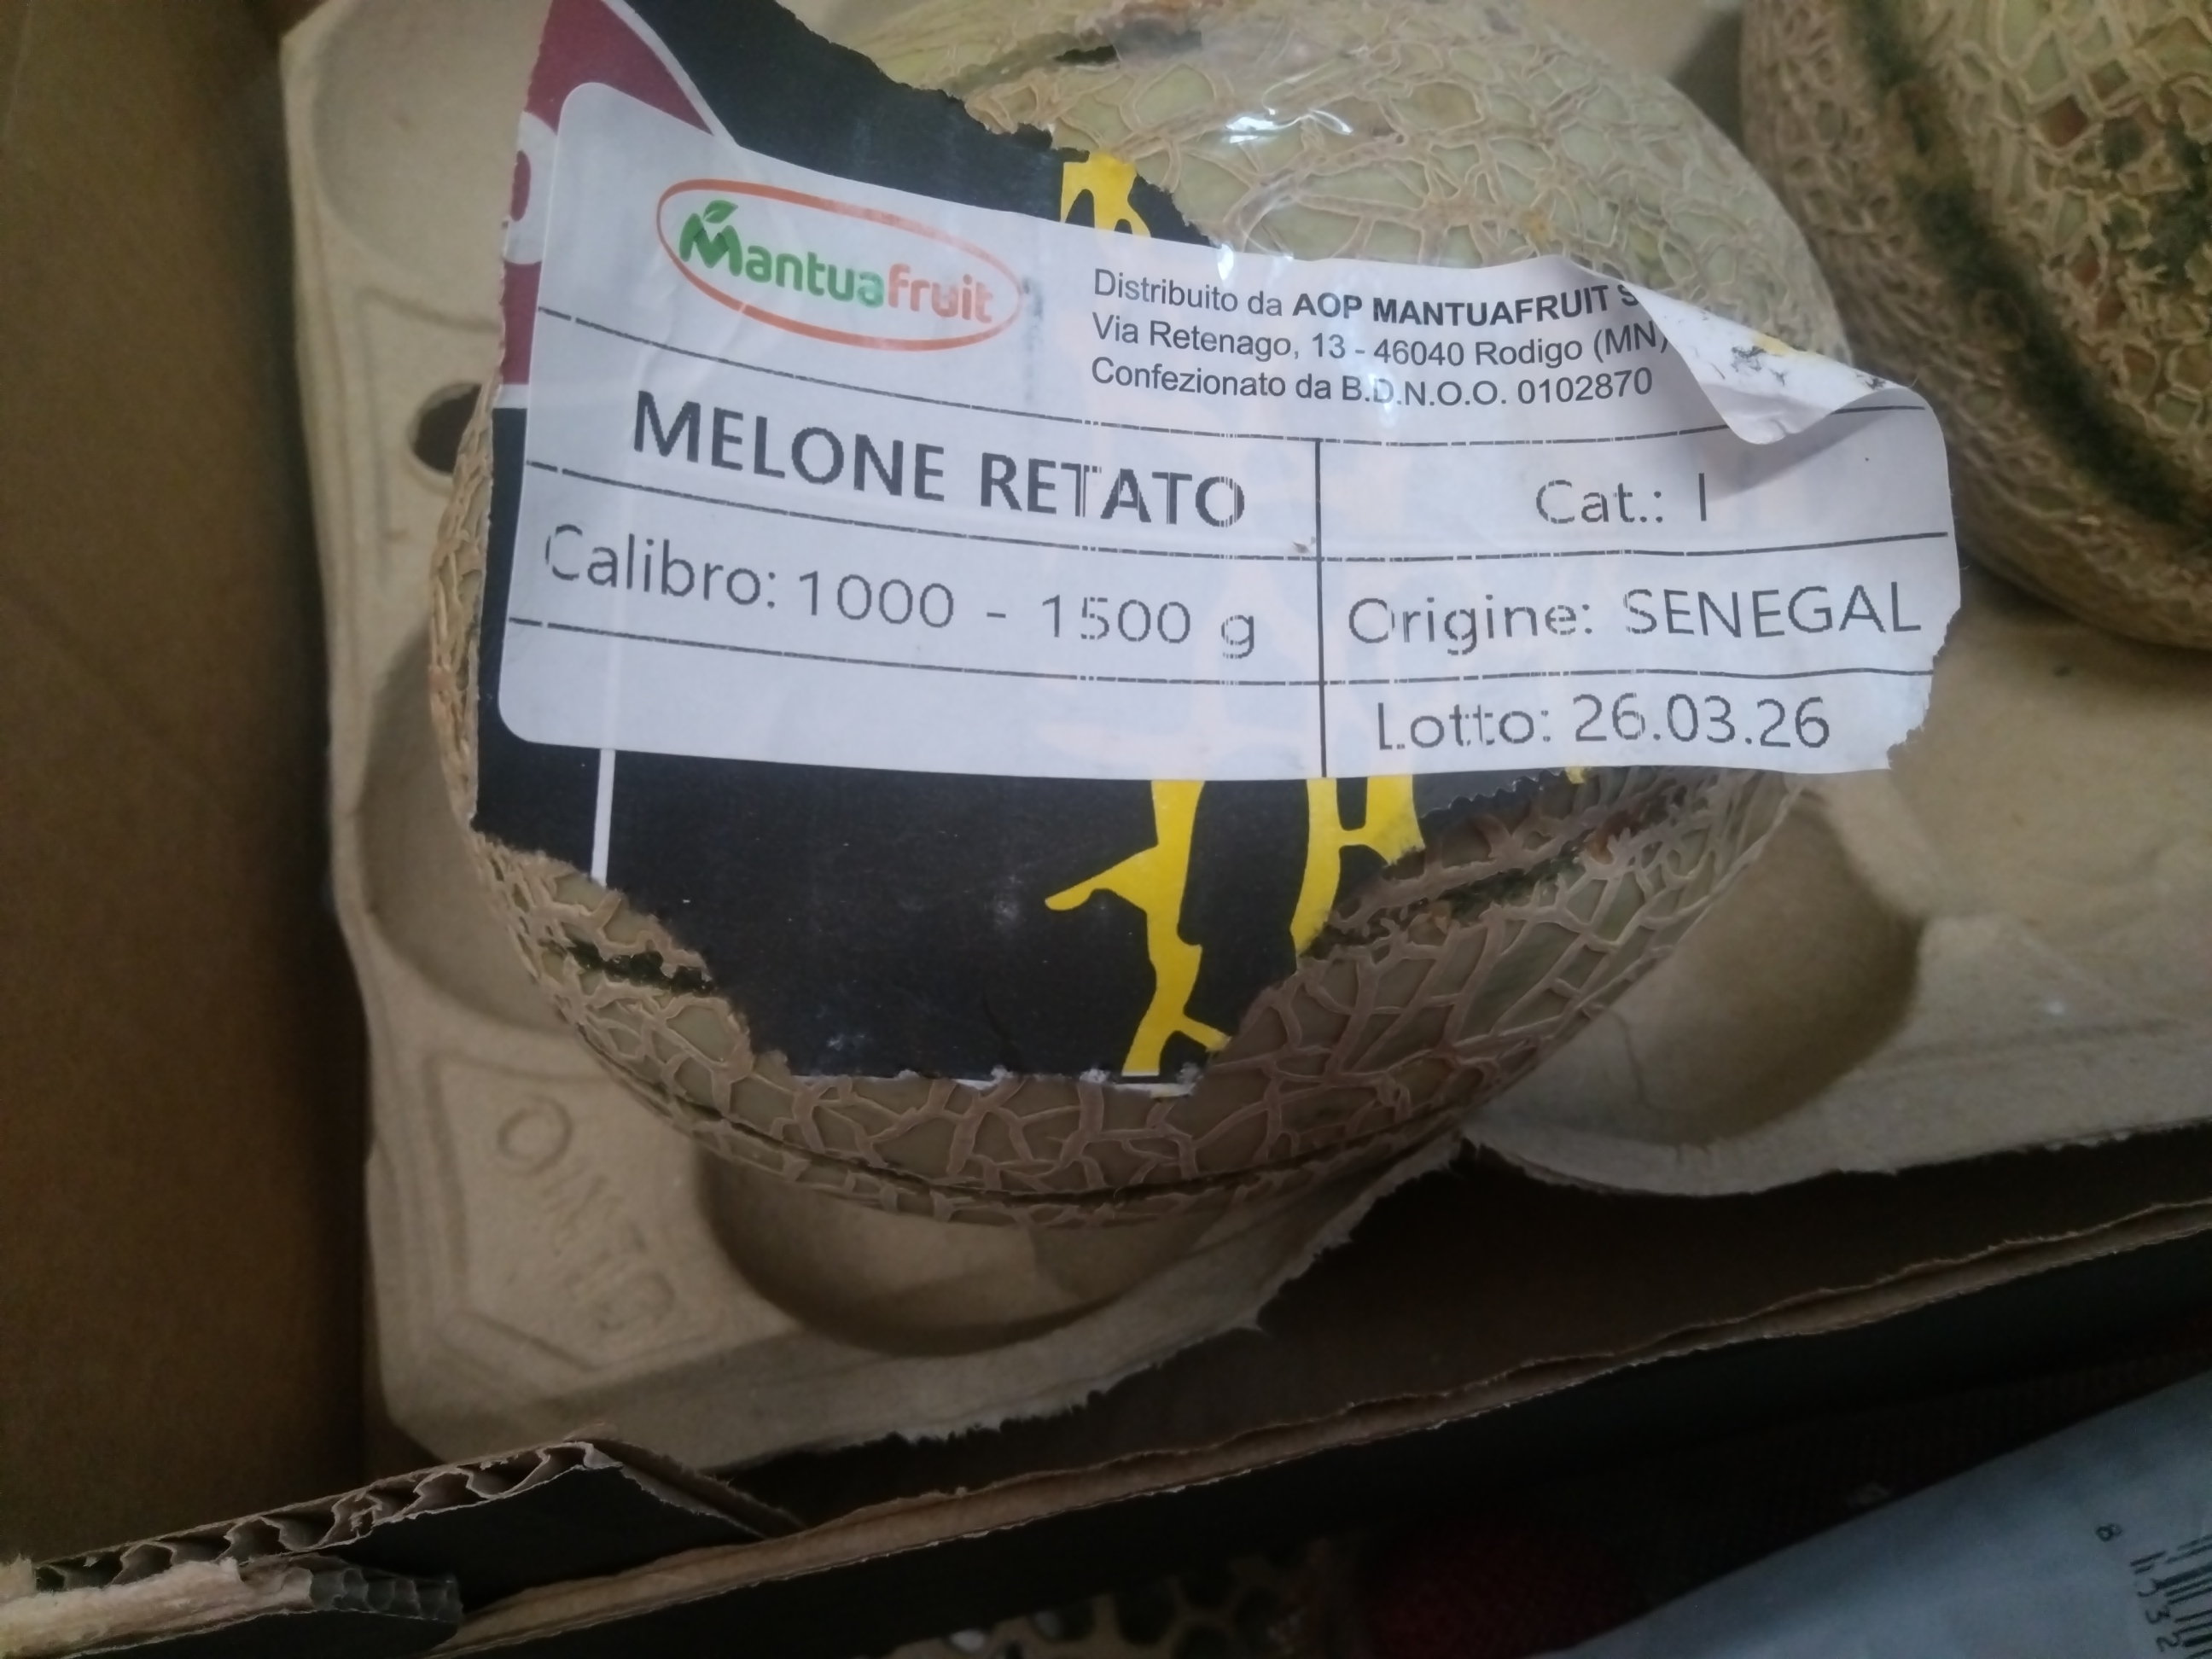 Mantuafruit
Distribuito da AOP MANTUAFRUIT
Via Retenago, 13 - 46040 Rodigo (MN)
Confezionato da B.D.N.O.O. 0102870
MELONE RETATO
Cat.: I
Calibro: 1000 - 1500 g
Origine: SENEGAL
Lotto: 26.03.26